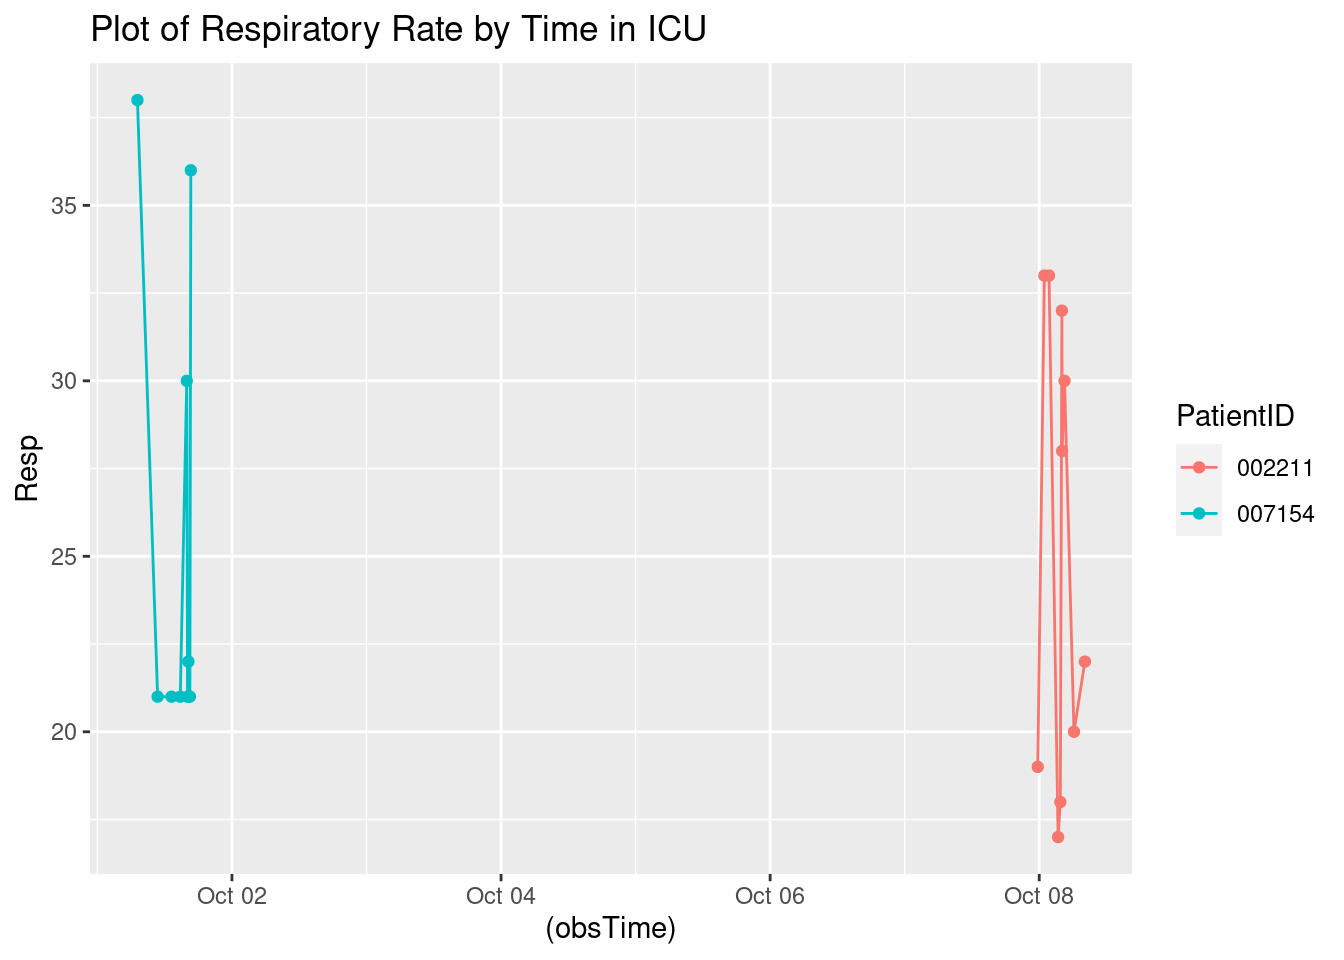 Plot of Respiratory Rate by Time in ICU
35
30
25
20
Resp
Oct 02 Oct 04 Oct 06 Oct 08
(obsTime)
PatientID
002211
007154